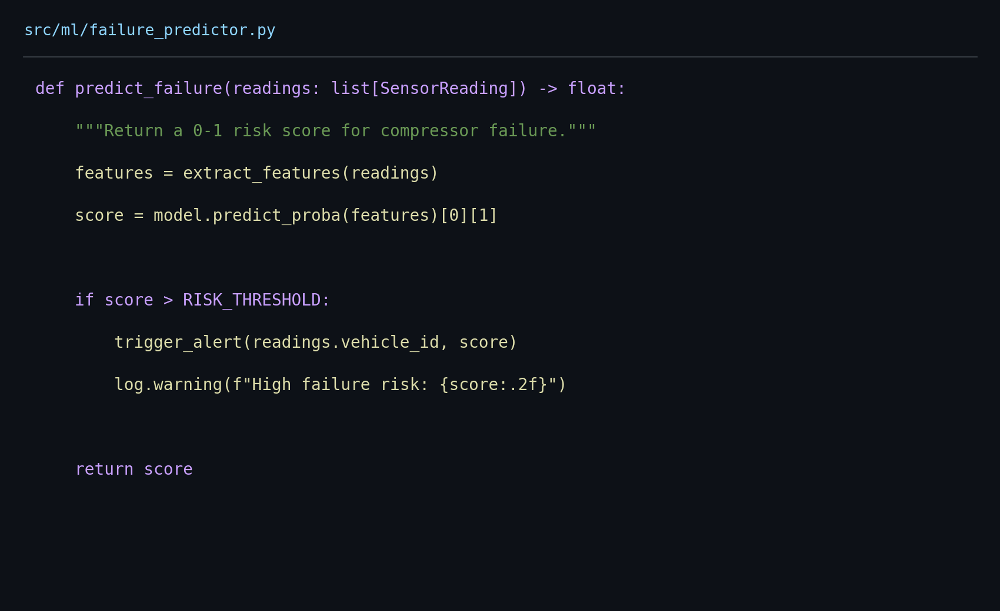 src/ml/failure_predictor.py
def predict_failure(readings: list[SensorReading]) -> float:
    """Return a 0-1 risk score for compressor failure."""
    features = extract_features(readings)
    score = model.predict_proba(features)[0][1]
    if score > RISK_THRESHOLD:
        trigger_alert(readings.vehicle_id, score)
        log.warning(f"High failure risk: {score:.2f}")
    return score